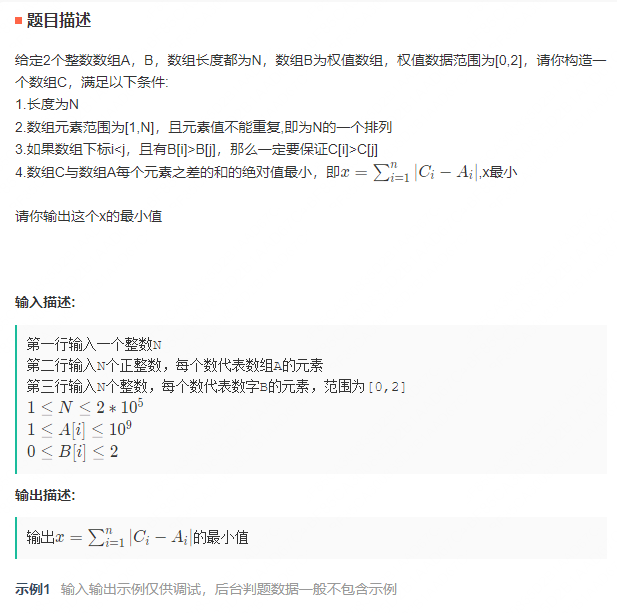 题目描述
给定2个整数数组A，B，数组长度都为N，数组B为权值数组，权值数据范围为[0,2]，请你构造一
个数组C，满足以下条件:
1.长度为N
2.数组元素范围为[1,N]，且元素值不能重复,即为N的一个排列
3.如果数组下标i<j，且有B[i]>B[j]，那么一定要保证C[i]>C[j]
4.数组C与数组A每个元素之差的和的绝对值最小，即$x=\sum_{i=1}^{n}|C_i-A_i|$,x最小
请你输出这个x的最小值
输入描述:
第一行输入一个整数N
第二行输入N个正整数，每个数代表数组A的元素
第三行输入N个整数，每个数代表数字B的元素，范围为[0,2]
$1 \leq N \leq 2*10^5$
$1 \leq A[i] \leq 10^9$
$0 \leq B[i] \leq 2$
输出描述:
输出$x=\sum_{i=1}^{n}|C_i-A_i|$的最小值
示例1 输入输出示例仅供调试，后台判题数据一般不包含示例